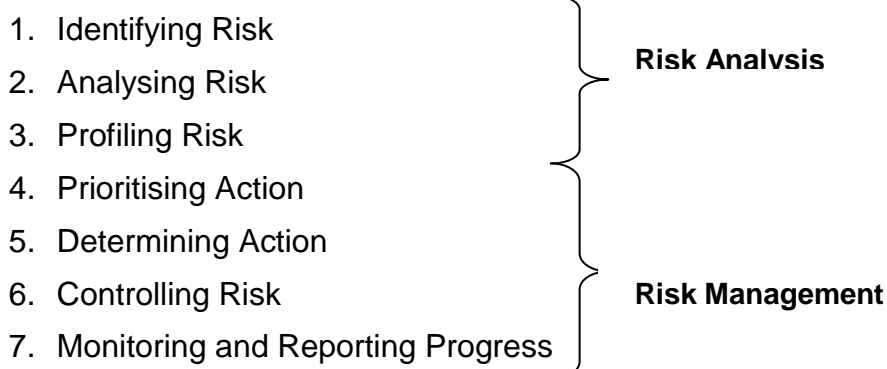 1. Identifying Risk
Risk Analysis
2. Analysing Risk
3. Profiling Risk
4. Prioritising Action
5. Determining Action
6. Controlling Risk
Risk Management
7. Monitoring and Reporting Progress